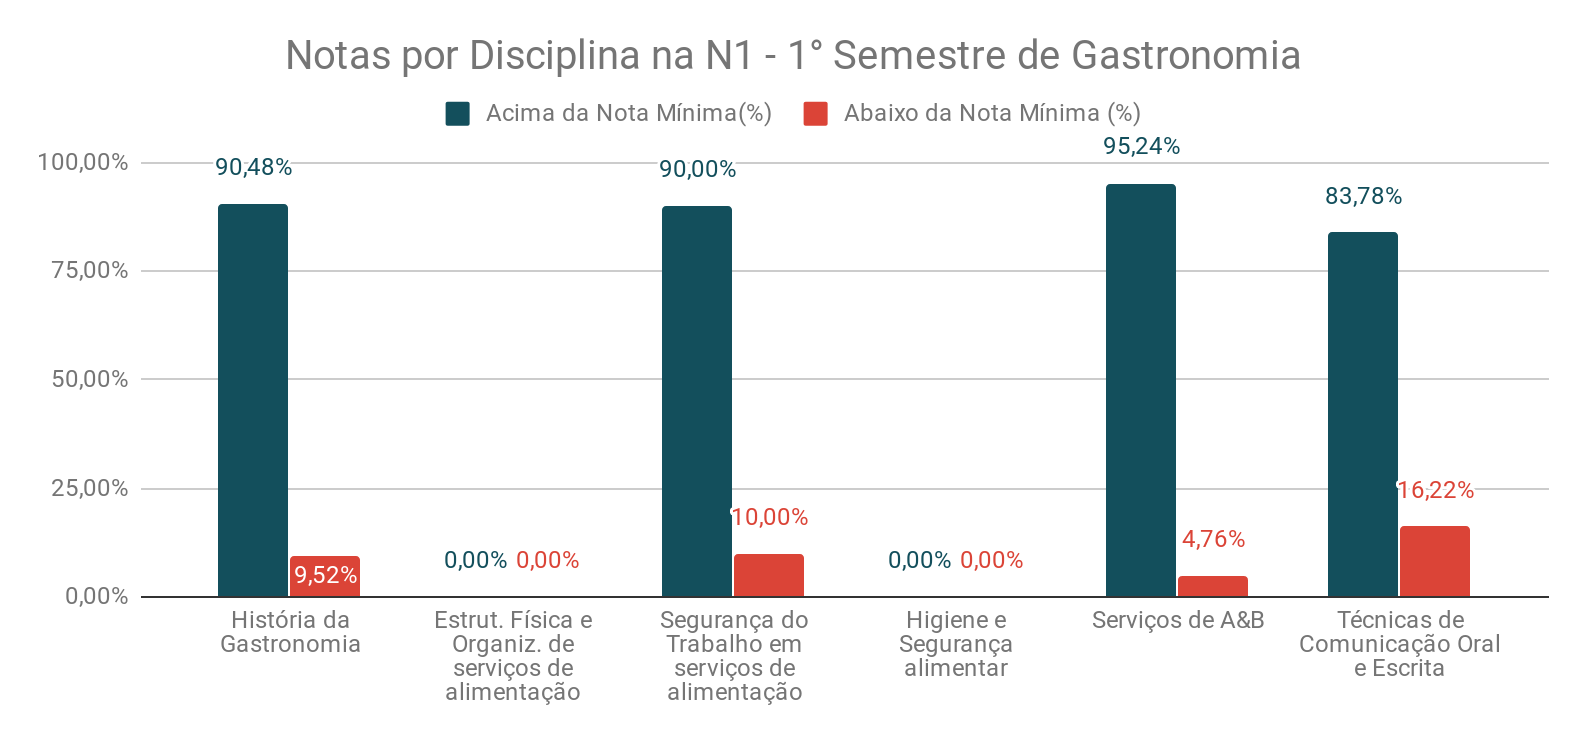 Notas por Disciplina na N1 - 1° Semestre de Gastronomia
Acima da Nota Mínima(%)
Abaixo da Nota Mínima (%)
100,00%
75,00%
50,00%
25,00%
0,00%
90,48%
9,52%
0,00%
0,00%
90,00%
10,00%
0,00%
0,00%
95,24%
4,76%
83,78%
16,22%
História da
Gastronomia
Estrut. Física e
Organiz. de
serviços de
alimentação
Segurança do
Trabalho em
serviços de
alimentação
Higiene e
Segurança
alimentar
Serviços de A&B
Técnicas de
Comunicação Oral
e Escrita